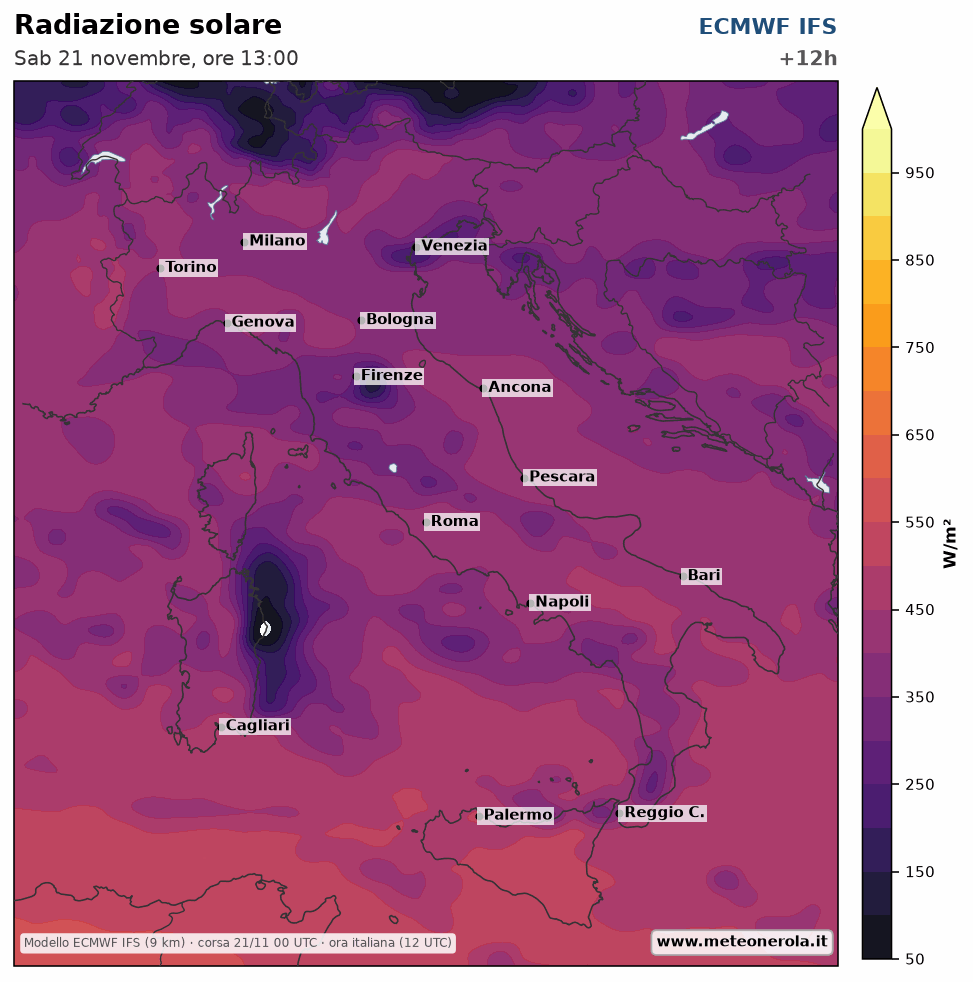 Radiazione solare
ECMWF IFS
Sab 21 novembre, ore 13:00
+12h
Milano
Venezia
Torino
Genova
Bologna
Firenze
Ancona
Pescara
Roma
Bari
Napoli
Cagliari
Palermo
Reggio C.
950
850
750
650
550
450
350
250
150
50
W/m²
Modello ECMWF IFS (9 km) · corsa 21/11 00 UTC · ora italiana (12 UTC)
www.meteonerola.it